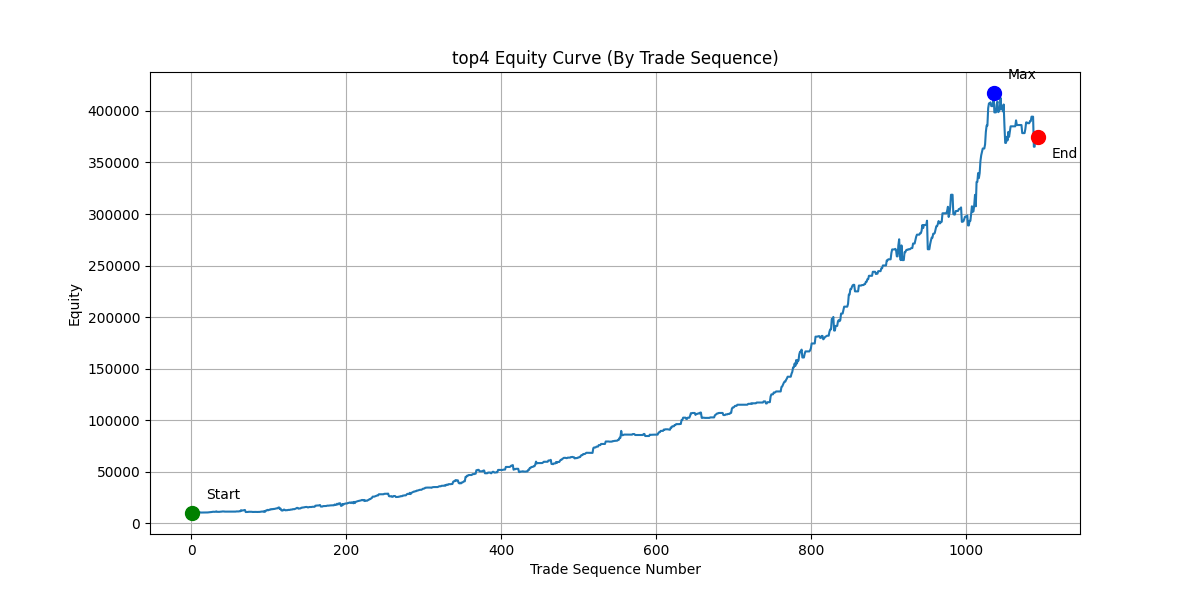 top4 Equity Curve (By Trade Sequence)
Max
400000
End
350000
300000
250000
Equity
200000
150000
100000
50000
Start
0
0 200 400 600 800 1000
Trade Sequence Number